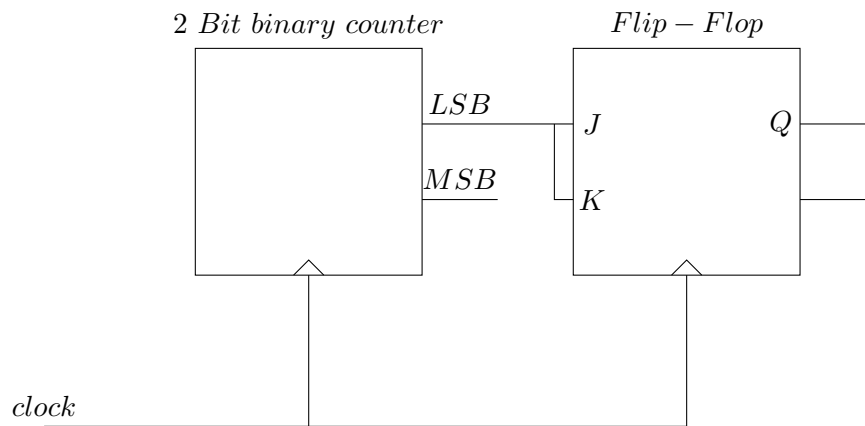 2 Bit binary counter
Flip − Flop
LSB
J
Q
MSB
K
clock